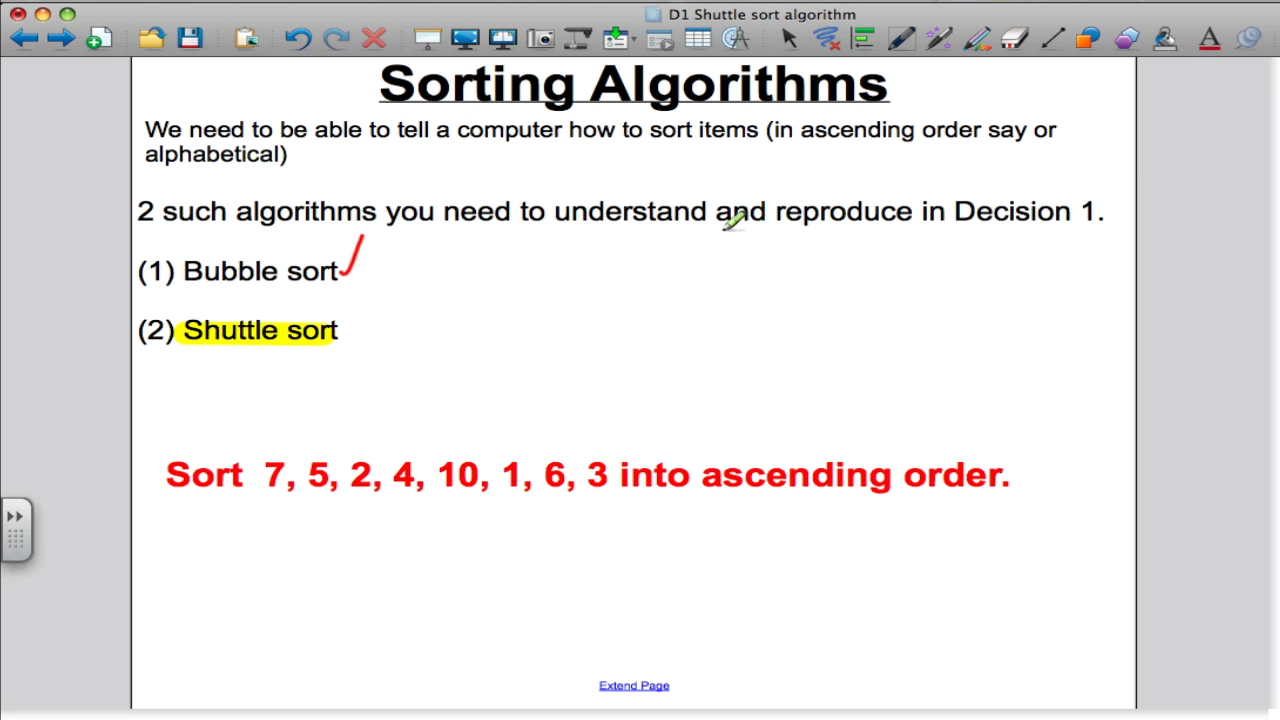 D1 Shuttle sort algorithm
Sorting Algorithms
We need to be able to tell a computer how to sort items (in ascending order say or
alphabetical)
2 such algorithms you need to understand and reproduce in Decision 1.
(1) Bubble sort
(2) Shuttle sort
Sort 7, 5, 2, 4, 10, 1, 6, 3 into ascending order.
Extend Page